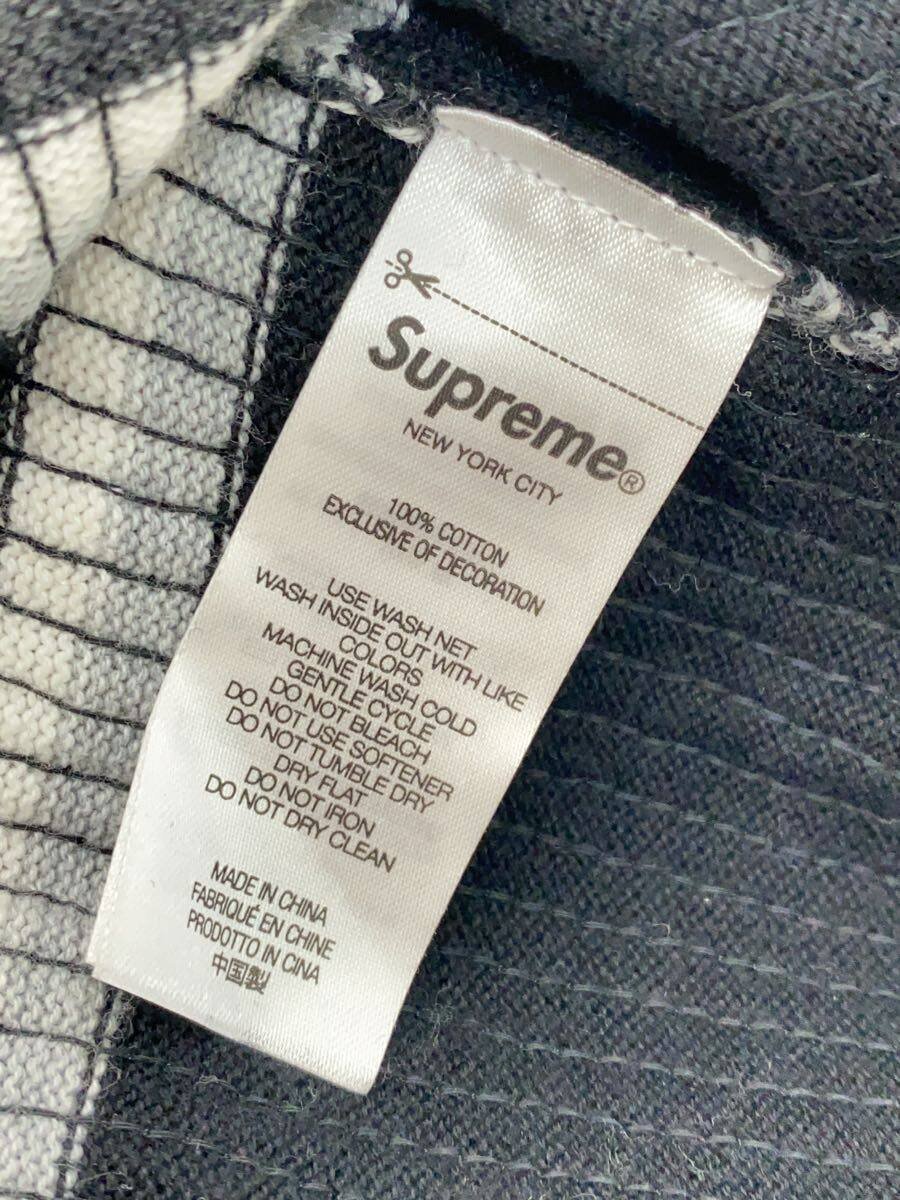 Supreme®
NEW YORK CITY
100% COTTON
EXCLUSIVE OF DECORATION
USE WASH NET
WASH INSIDE OUT WITH LIKE
COLORS
MACHINE WASH COLD
GENTLE CYCLE
DO NOT BLEACH
DO NOT USE SOFTENER
DO NOT TUMBLE DRY
DRY FLAT
DO NOT IRON
DO NOT DRY CLEAN
MADE IN CHINA
FABRIQUÉ EN CHINE
PRODOTTO IN CINA
中国製